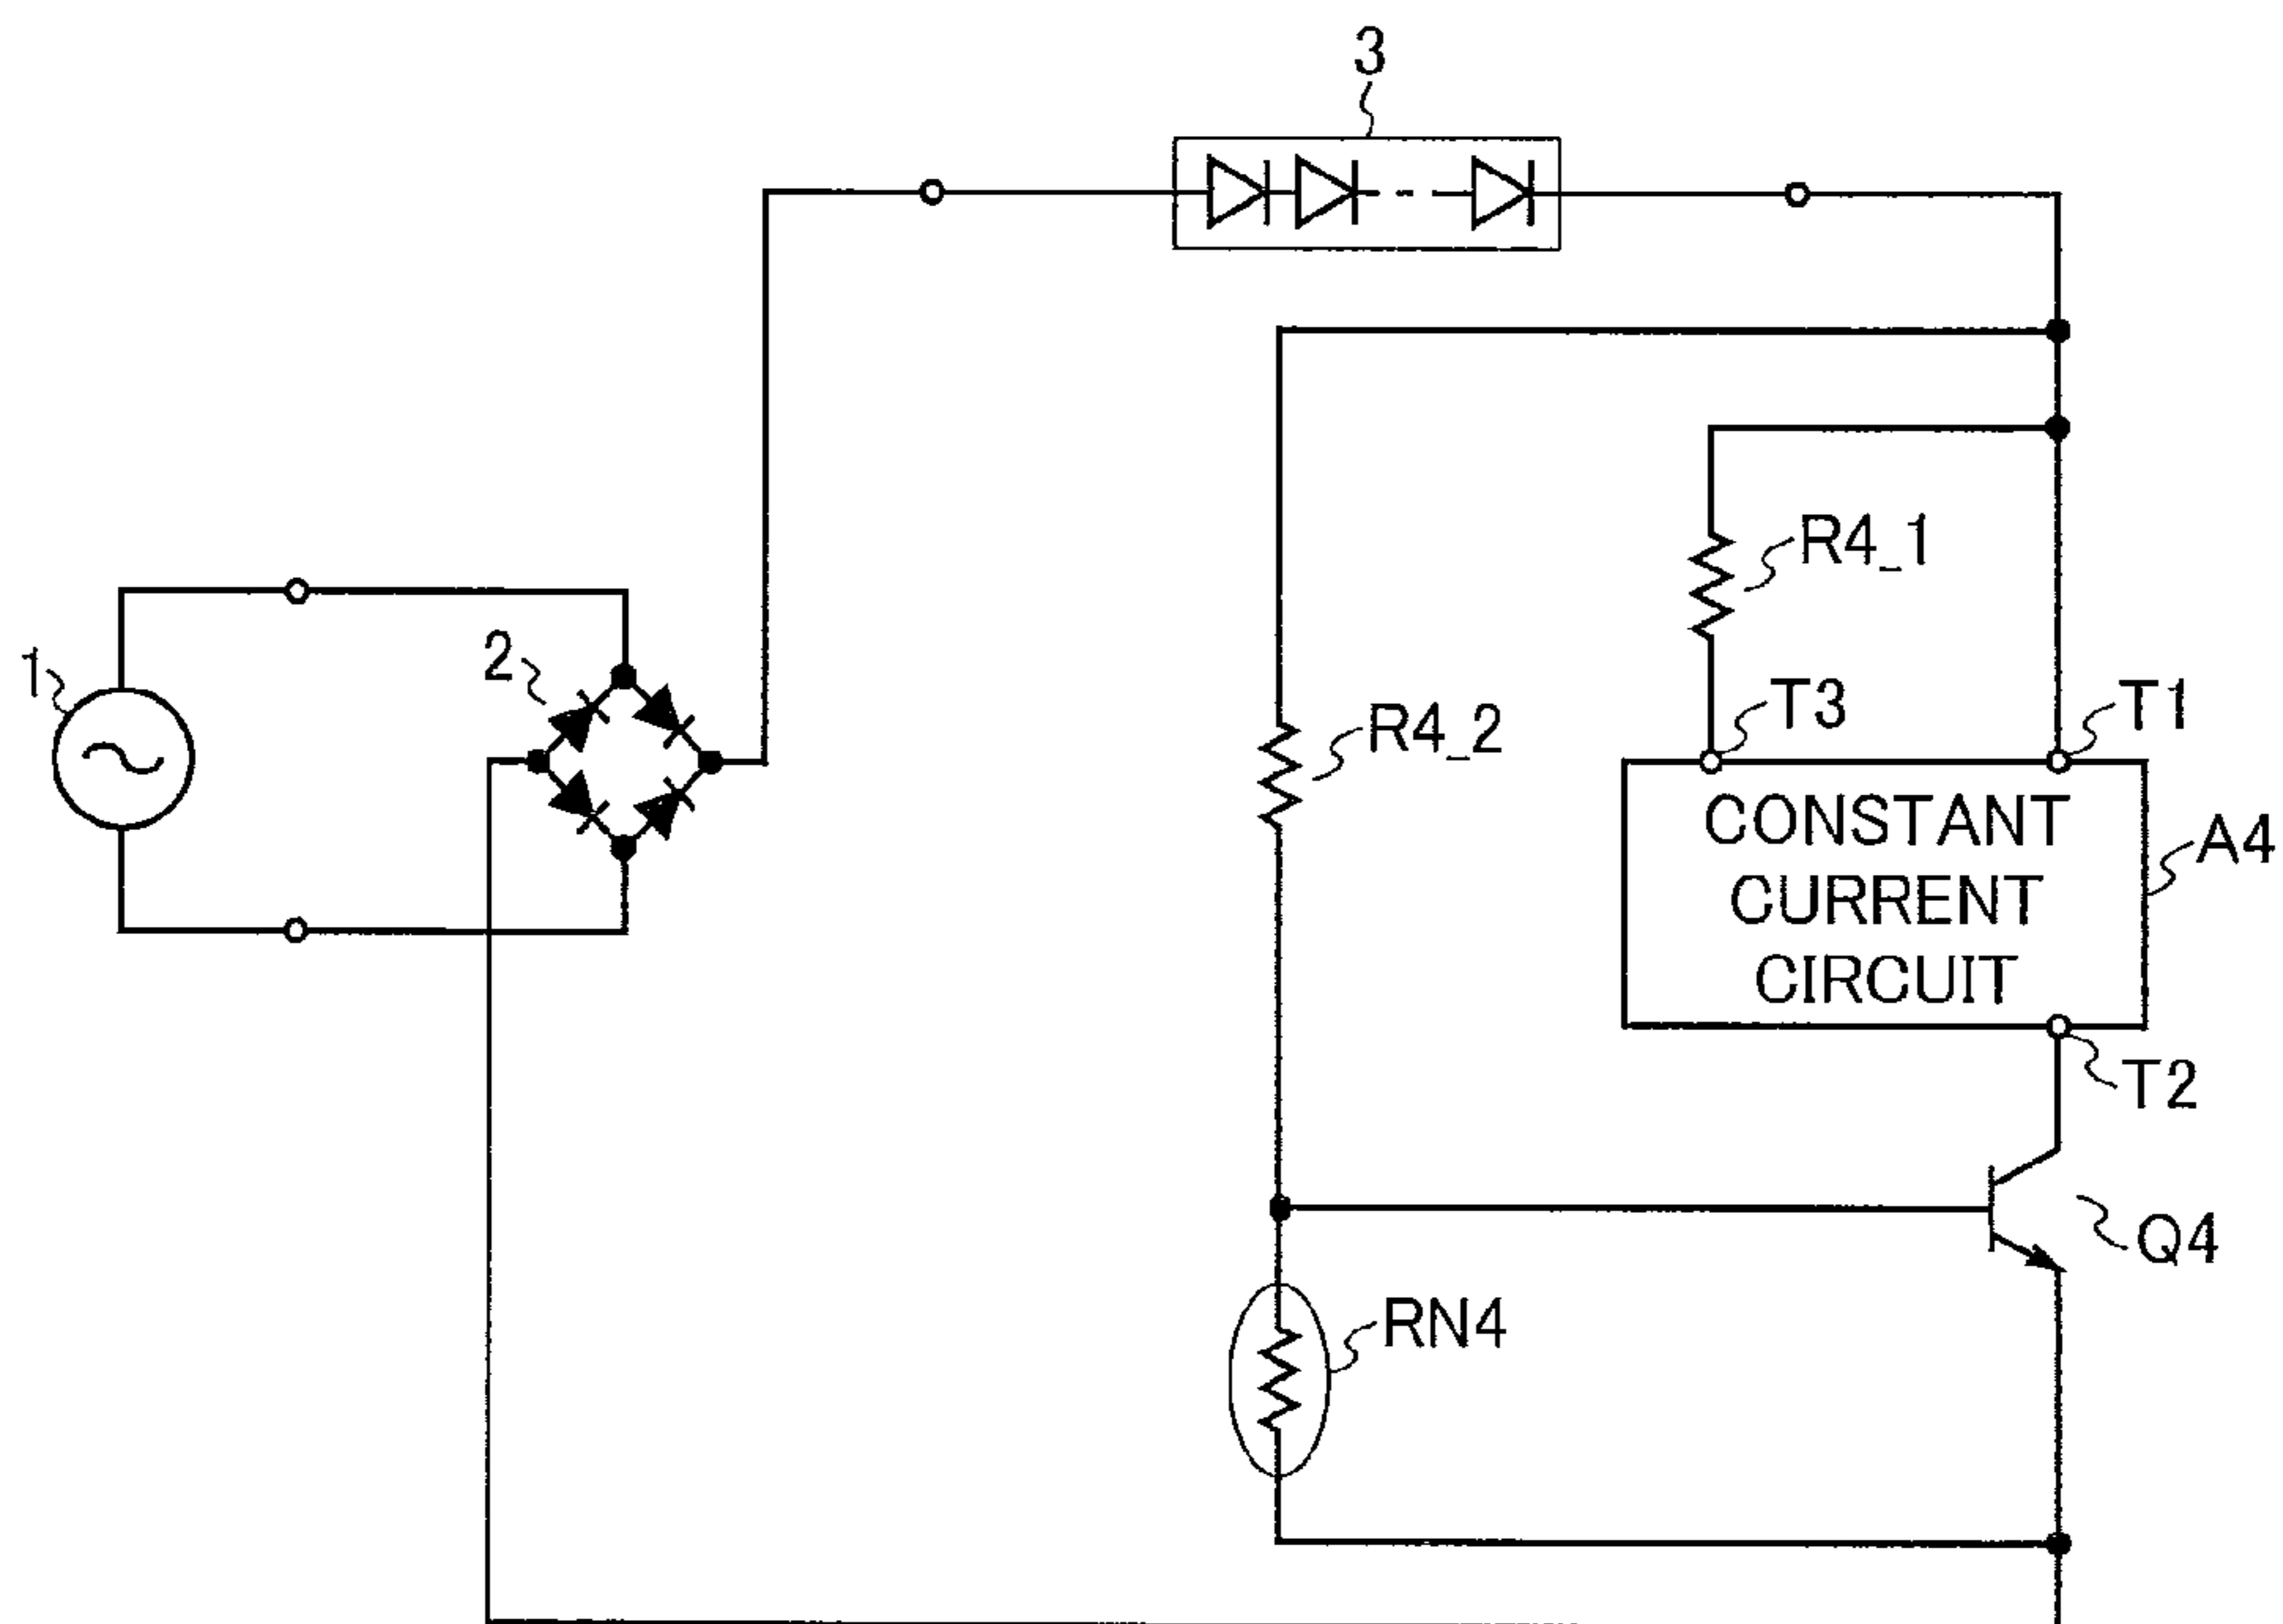 3
R4_1
1
2
R4_2
T3
T1
CONSTANT
CURRENT
CIRCUIT
A4
T2
Q4
RN4